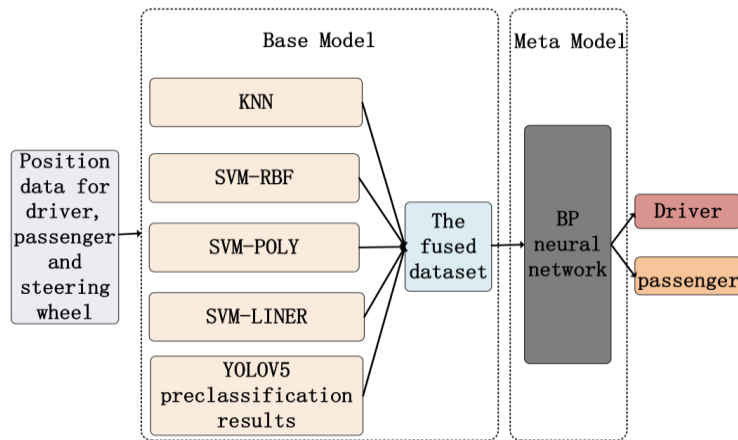 Base Model
Meta Model
KNN
SVM-RBF
SVM-POLY
SVM-LINER
YOLOV5
preclassification
results
Position
data for
driver,
passenger
and
steering
wheel
The
fused
dataset
BP
neural
network
Driver
passenger